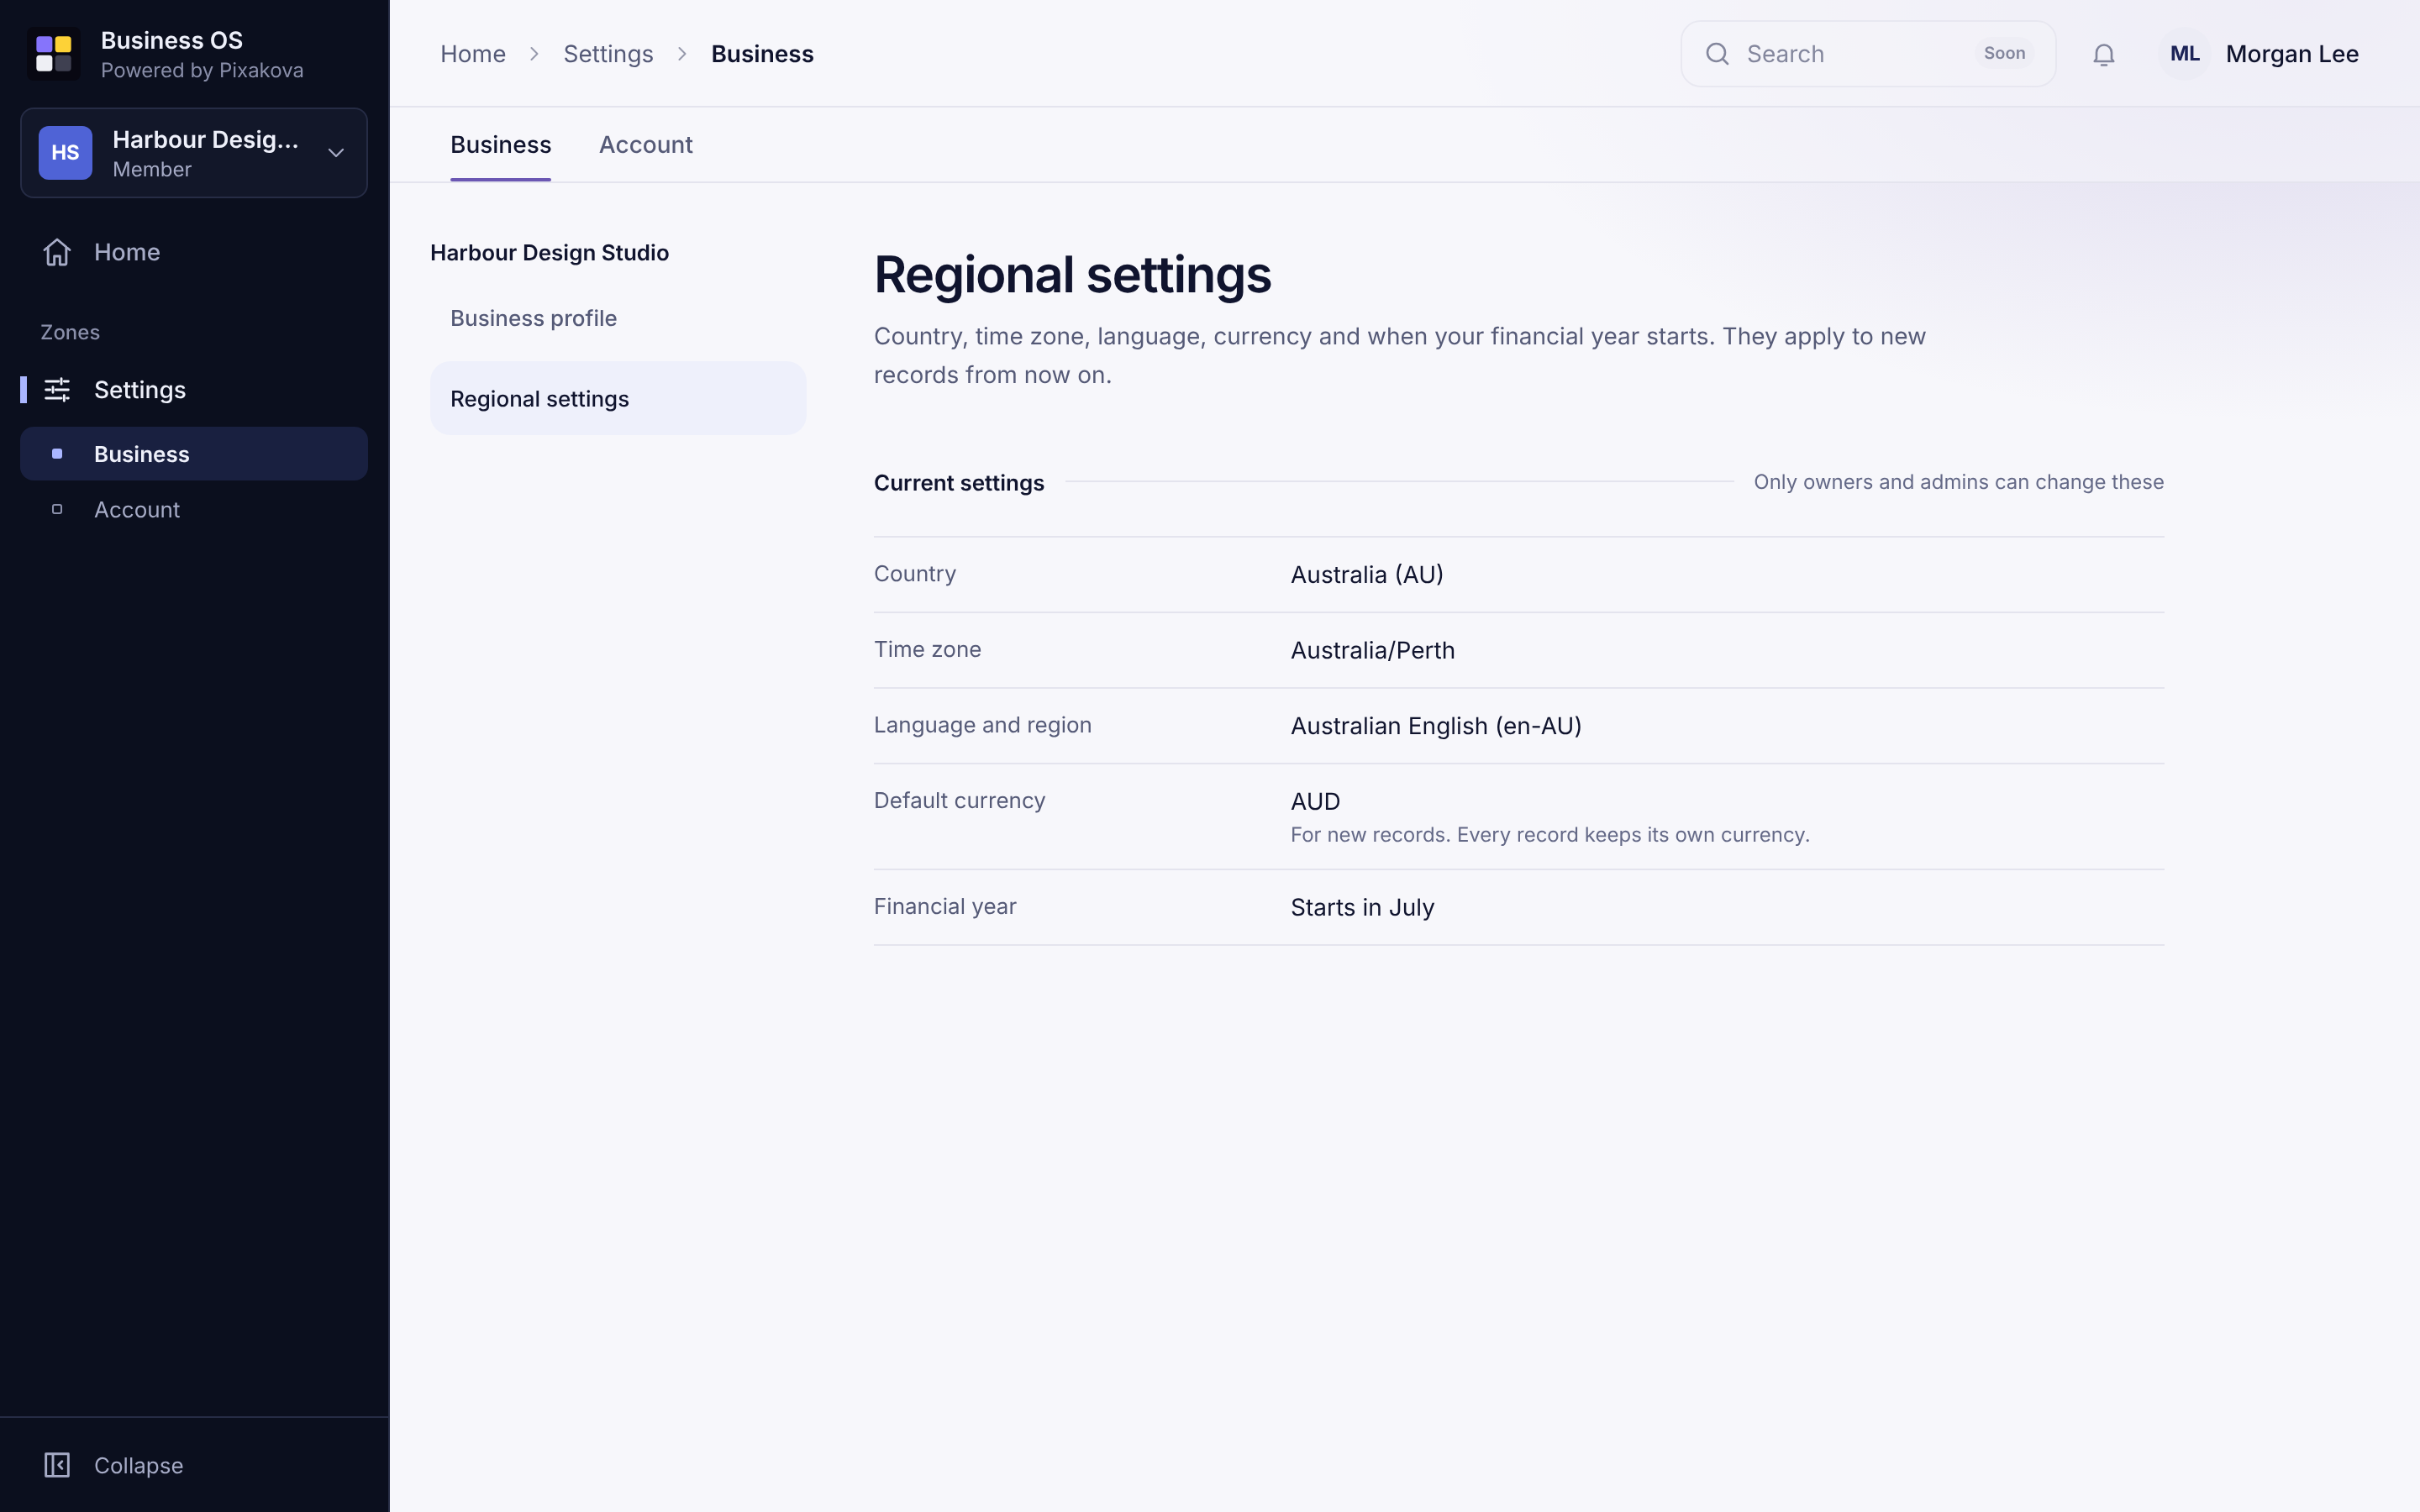 Business OS
Powered by Pixakova
HS
Harbour Desig...
Member
Home
Zones
Settings
Business
Account
Collapse
Home
Settings
Business
Search
Soon
ML
Morgan Lee
Business
Account
Harbour Design Studio
Business profile
Regional settings
Regional settings
Country, time zone, language, currency and when your financial year starts. They apply to new
records from now on.
Current settings
Only owners and admins can change these
Country
Australia (AU)
Time zone
Australia/Perth
Language and region
Australian English (en-AU)
Default currency
AUD
For new records. Every record keeps its own currency.
Financial year
Starts in July